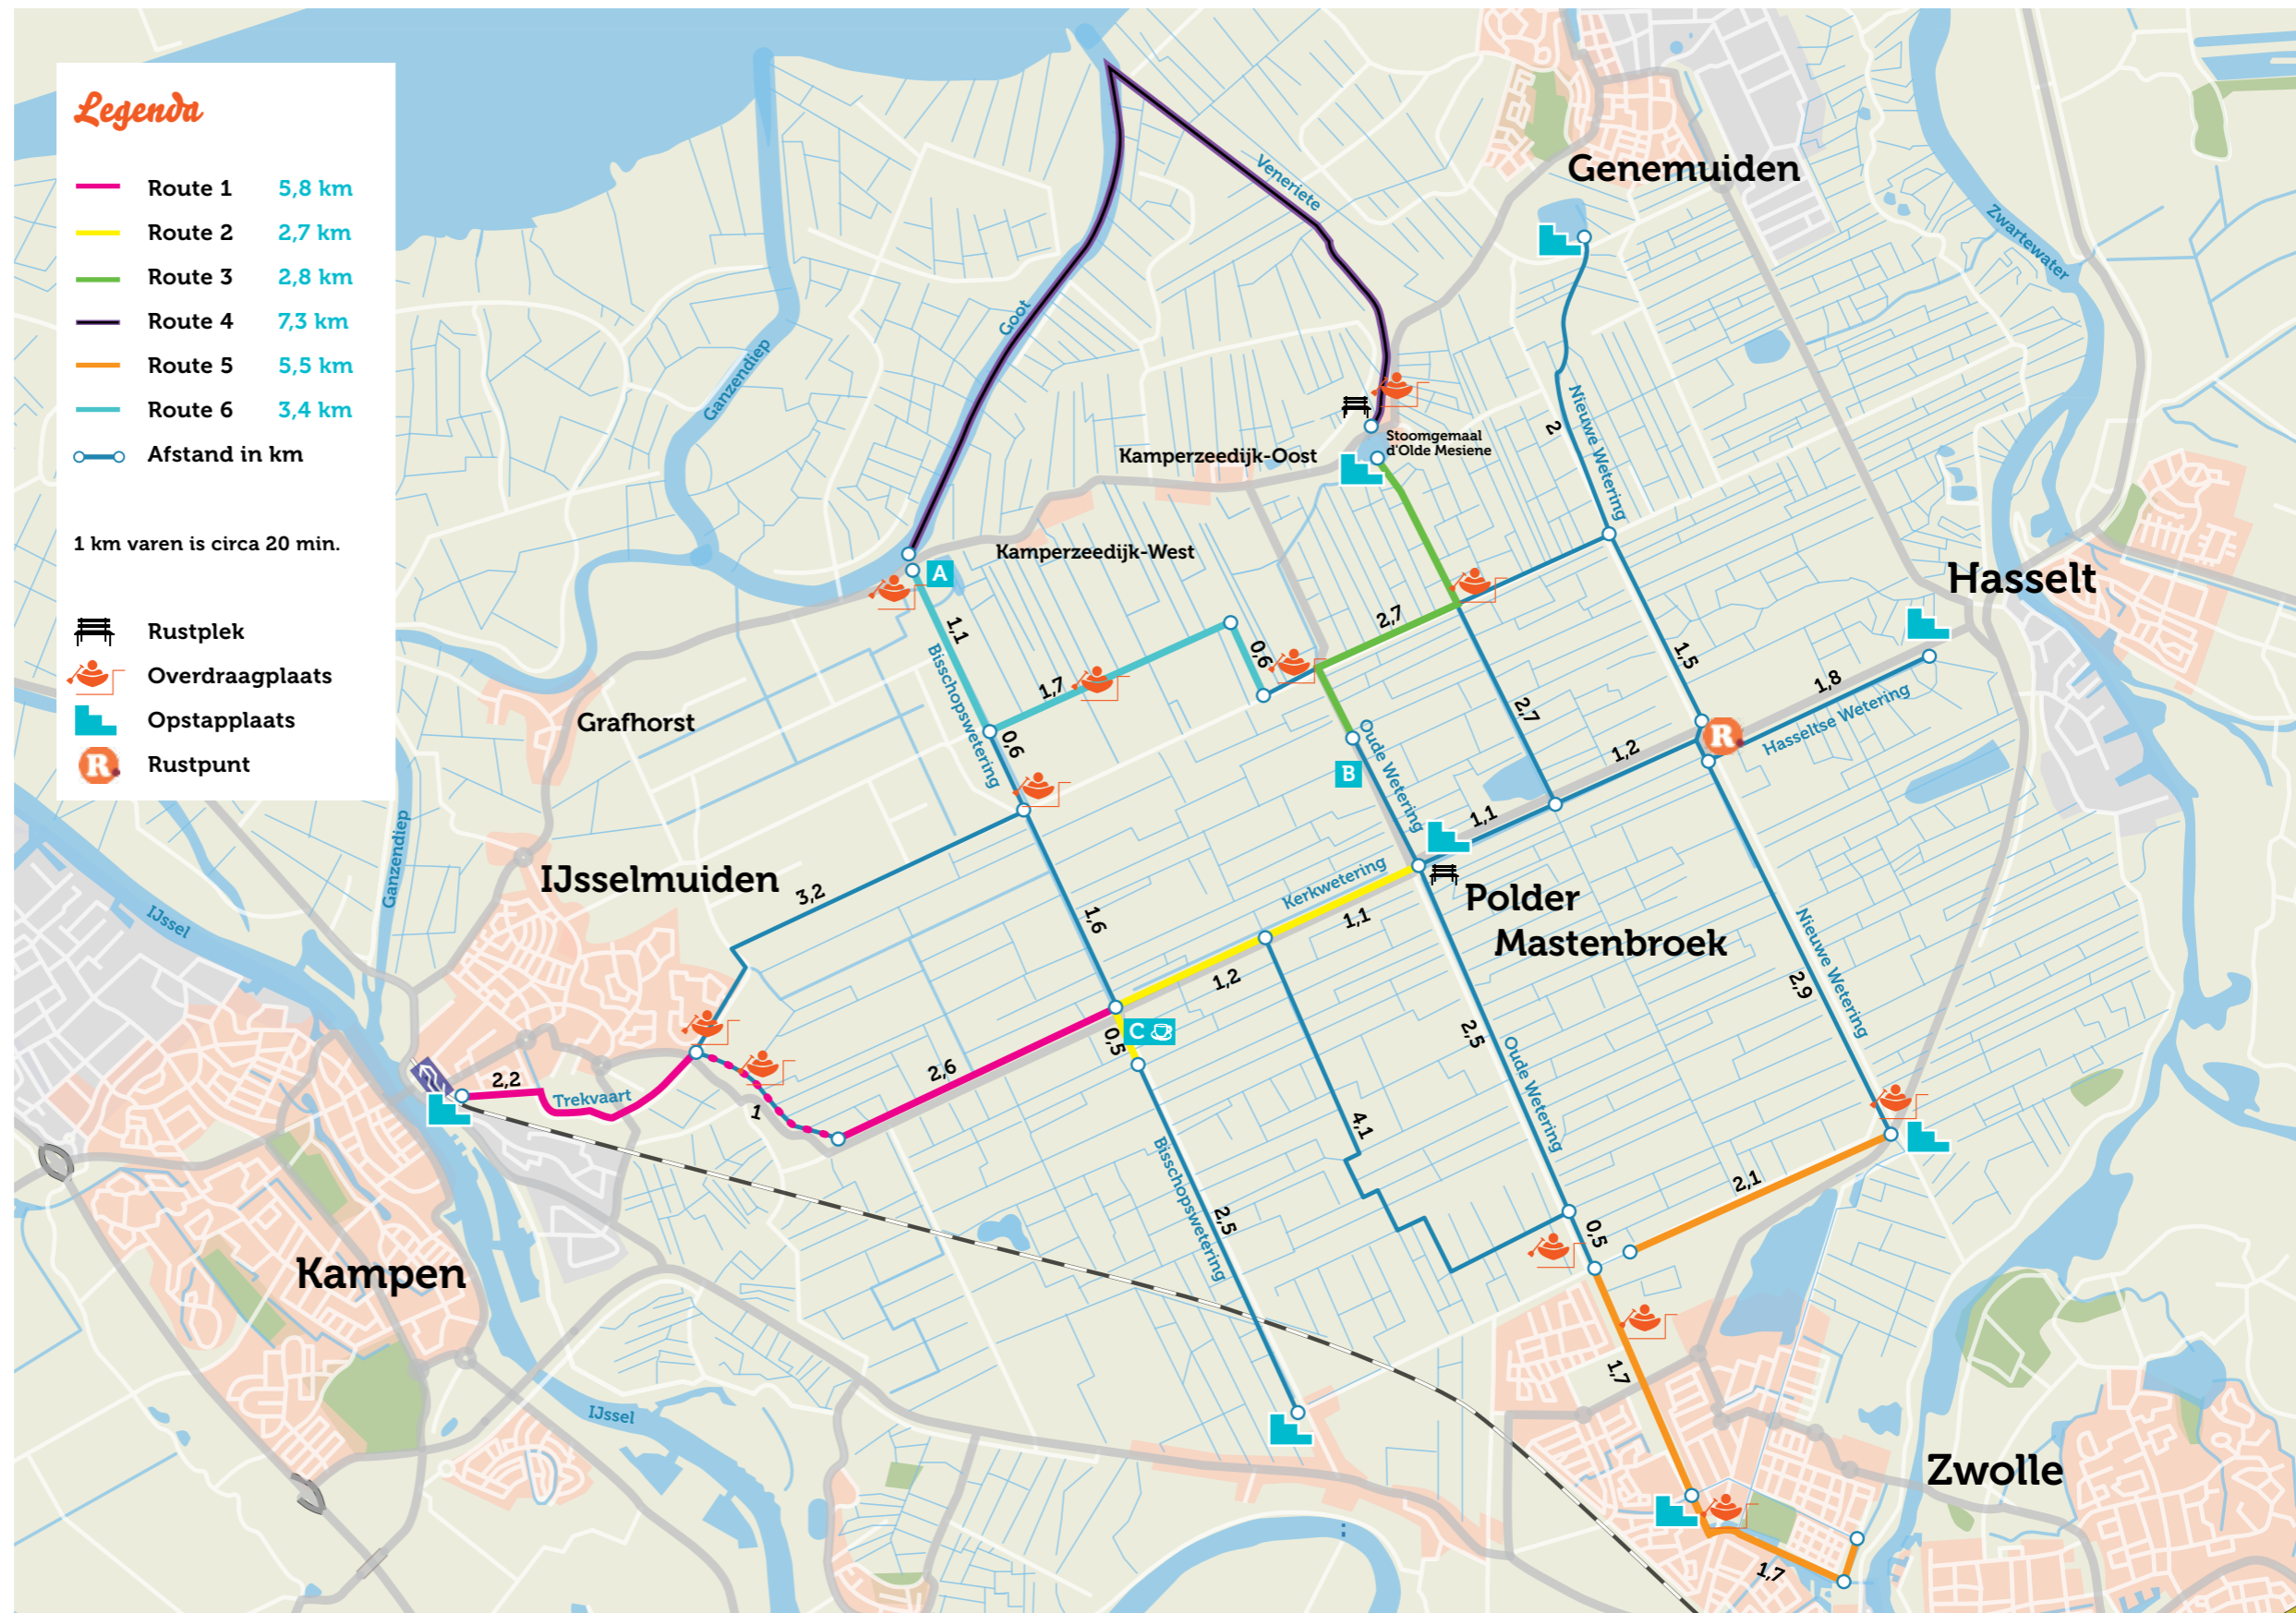 Legenda
Route 1 5,8 km
Route 2 2,7 km
Route 3 2,8 km
Route 4 7,3 km
Route 5 5,5 km
Route 6 3,4 km
Afstand in km
1 km varen is circa 20 min.
Rustplek
Overdraagplaats
Opstapplaats
R
Rustpunt
Genemuiden
Veneriete
Zwartewater
Goot
Ganzendiep
Nieuwe Wetering
2
Stoomgemaal
d'Olde Mesiene
Kamperzeedijk-Oost
Kamperzeedijk-West
Hasselt
A
1,1
Bisschopswetering
2,7
0,6
1,7
1,5
1,8
Hasseltse Wetering
R
Grafhorst
0,6
2,7
1,2
Oude Wetering
B
1,1
IJsselmuiden
3,2
Ganzendiep
IJssel
Kerkwetering
1,1
Polder
Mastenbroek
1,6
1,2
Nieuwe Wetering
2,9
C
0,5
2,5
Oude Wetering
2,6
2,2
Trekvaart
1
4,1
Bisschopswetering
2,5
2,1
0,5
Kampen
1,7
IJssel
Zwolle
1,7